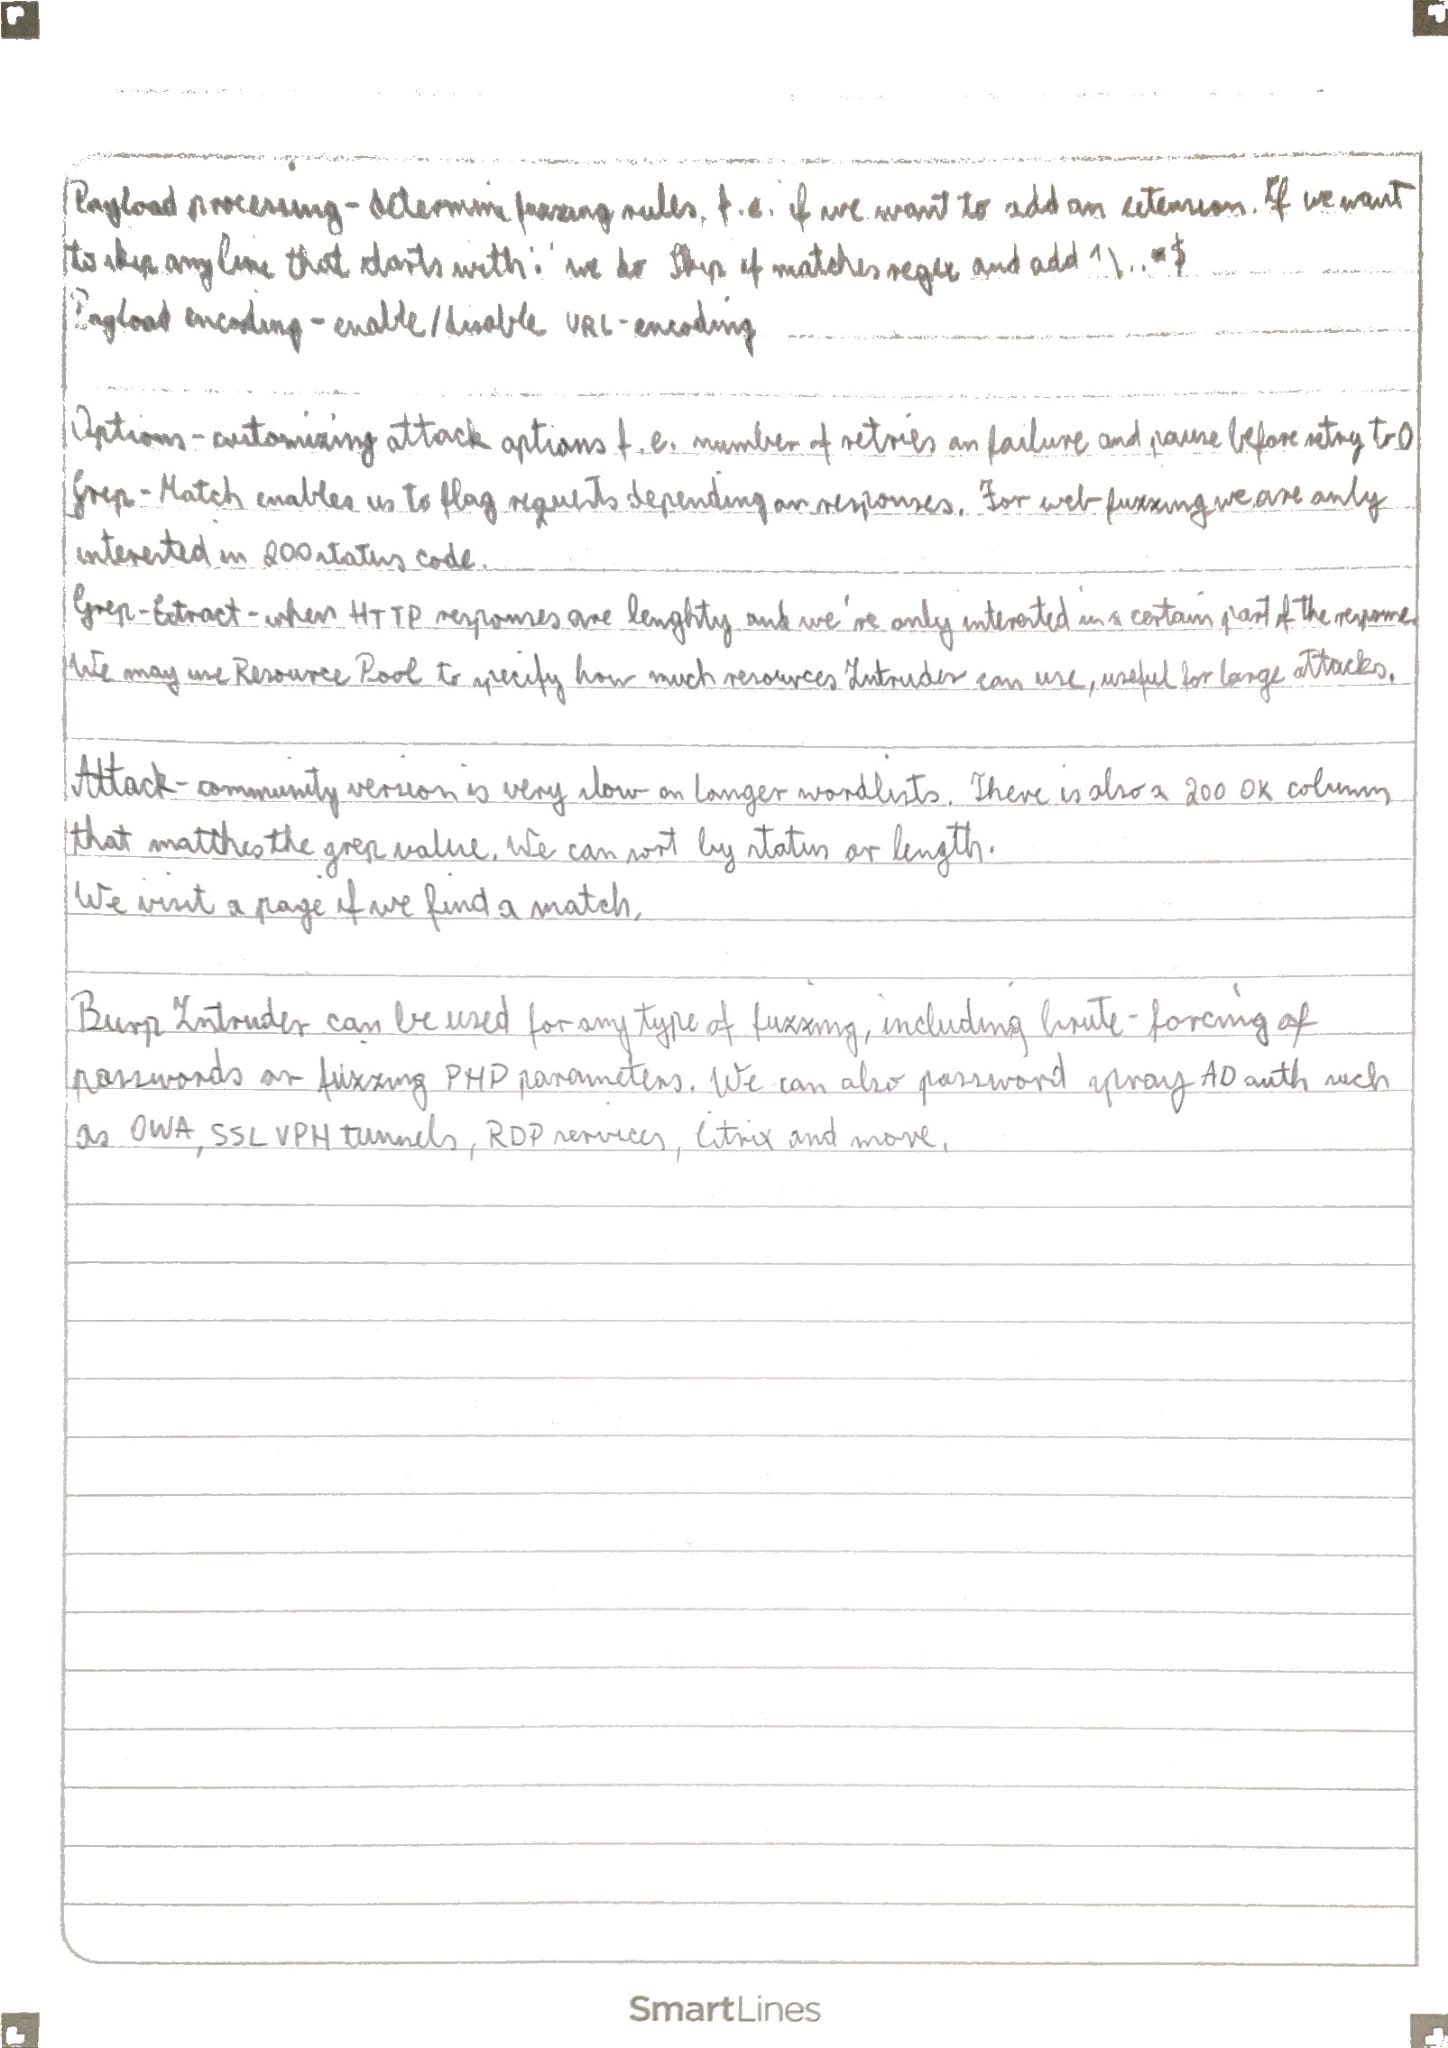 Payload processing - determine fuzzing rules, f.e. if we want to add an extension. If we want
to skip any line that starts with '.' we do Skip if matches regex and add ^\..*$
Payload encoding - enable/disable URL-encoding
Options - customizing attack options f.e. number of retries on failure and pause before retry to 0
Grep - Match enables us to flag requests depending on responses. For web fuzzing we are only
interested in 200 status code.
Grep-Extract - when HTTP responses are lenghty and we're only interested in a certain part of the response.
We may use Resource Pool to specify how much resources Intruder can use, useful for large attacks.
Attack - community version is very slow on longer wordlists. There is also a 200 OK column
that matches the grep value. We can sort by status or length.
We visit a page if we find a match.
Burp Intruder can be used for any type of fuzzing, including brute-forcing of
passwords or fuzzing PHP parameters. We can also password spray AD auth such
as OWA, SSL VPN tunnels, RDP services, Citrix and more.
SmartLines